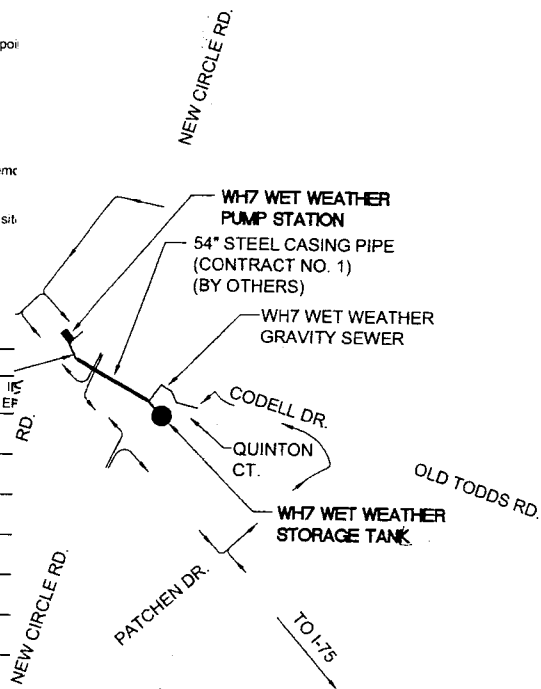 NEW CIRCLE RD.
WH7 WET WEATHER
PUMP STATION
54" STEEL CASING PIPE
(CONTRACT NO. 1)
(BY OTHERS)
WH7 WET WEATHER
GRAVITY SEWER
CODELL DR.
RD.
QUINTON
CT.
OLD TODDS RD.
WH7 WET WEATHER
STORAGE TANK
PATCHEN DR.
NEW CIRCLE RD.
TO I-75